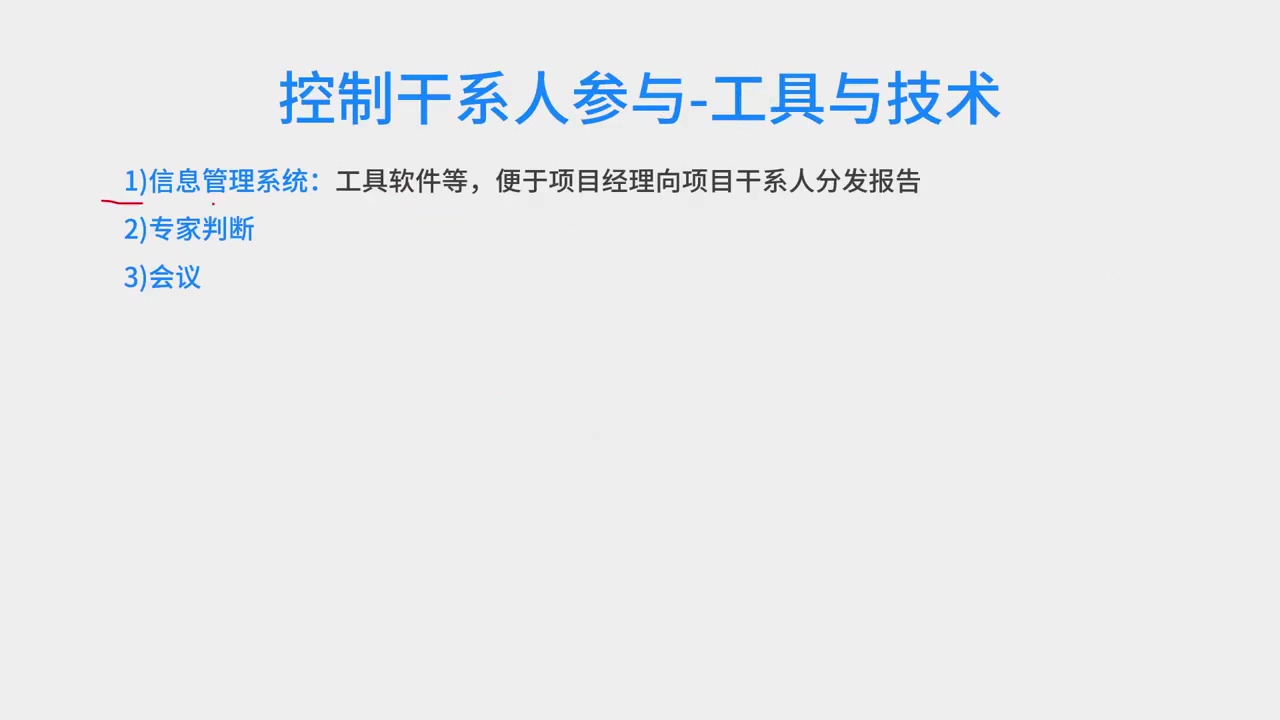 控制干系人参与-工具与技术
1)信息管理系统：工具软件等，便于项目经理向项目干系人分发报告
2)专家判断
3)会议